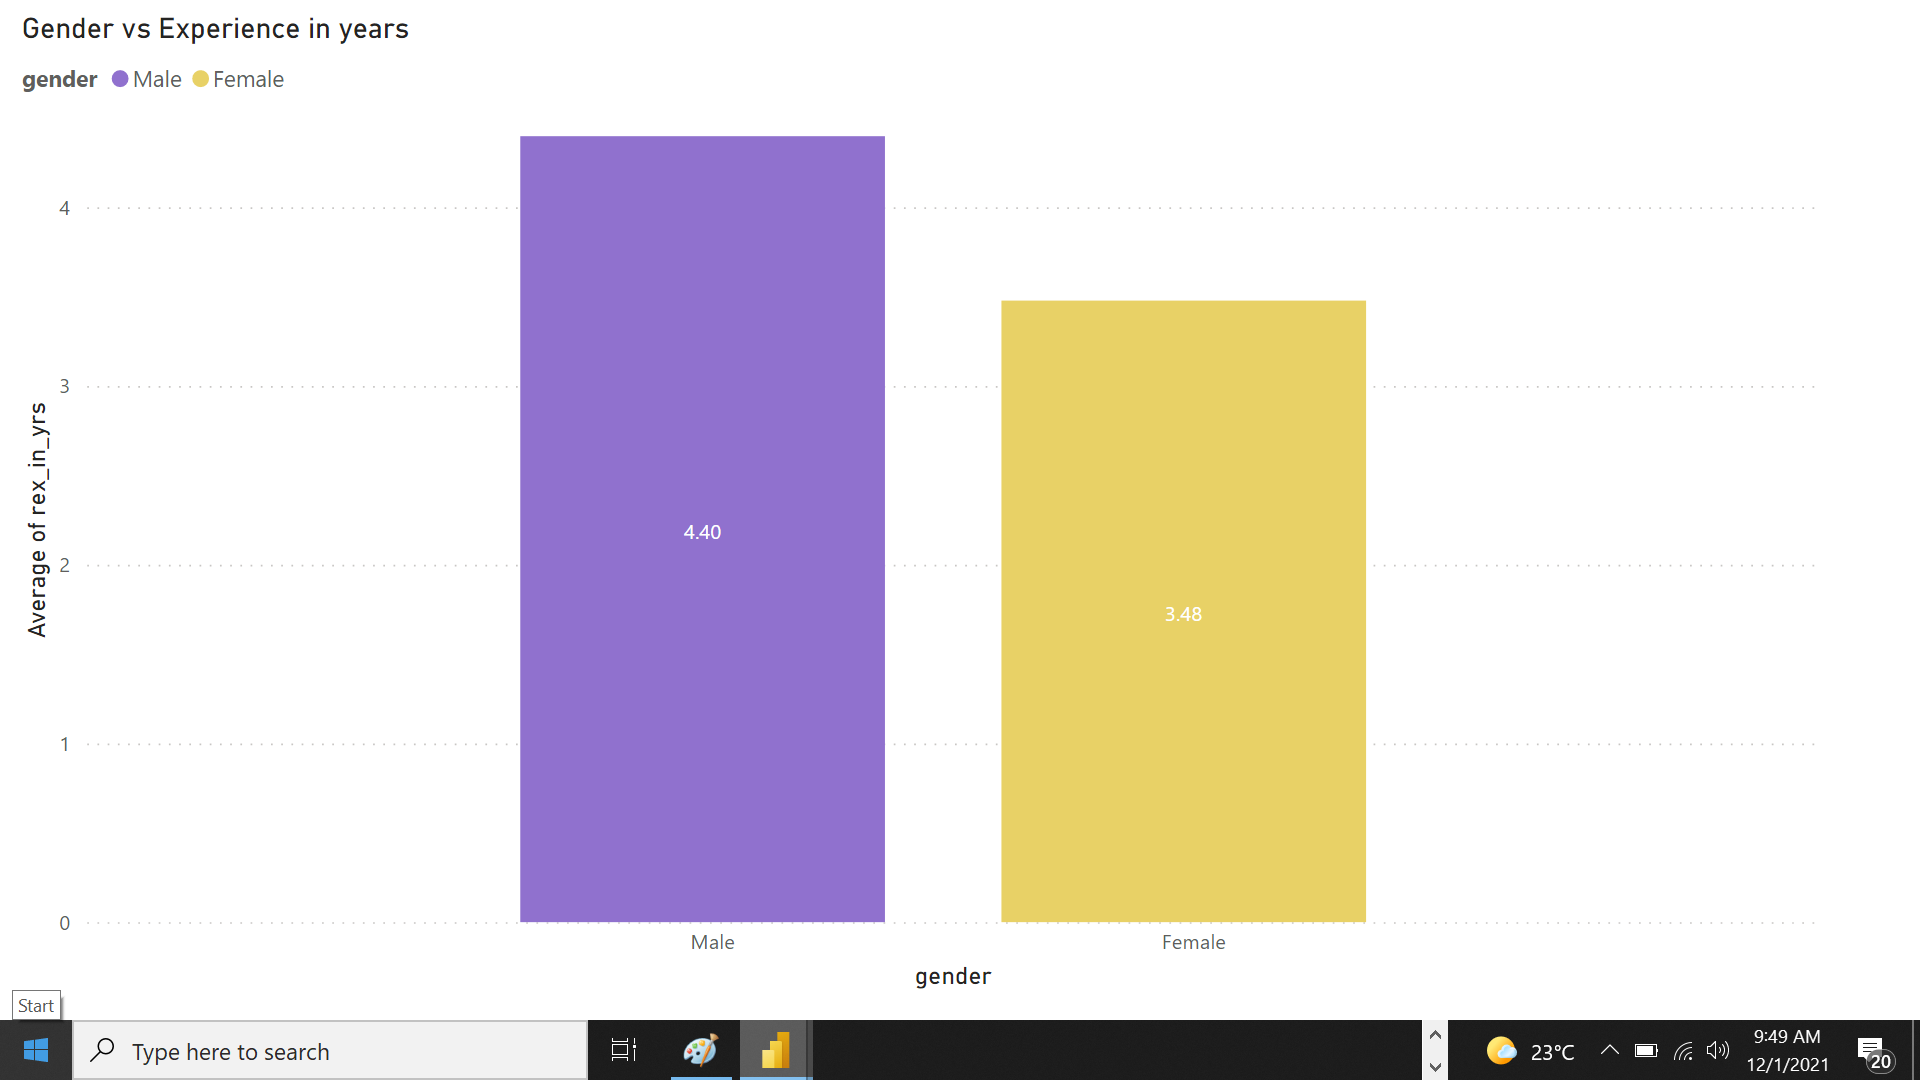 Gender vs Experience in years
gender Male Female
4
3
2
1
0
Average of rex_in_yrs
4.40
3.48
Male Female
gender
Start
Type here to search
23°C
9:49 AM
12/1/2021
20